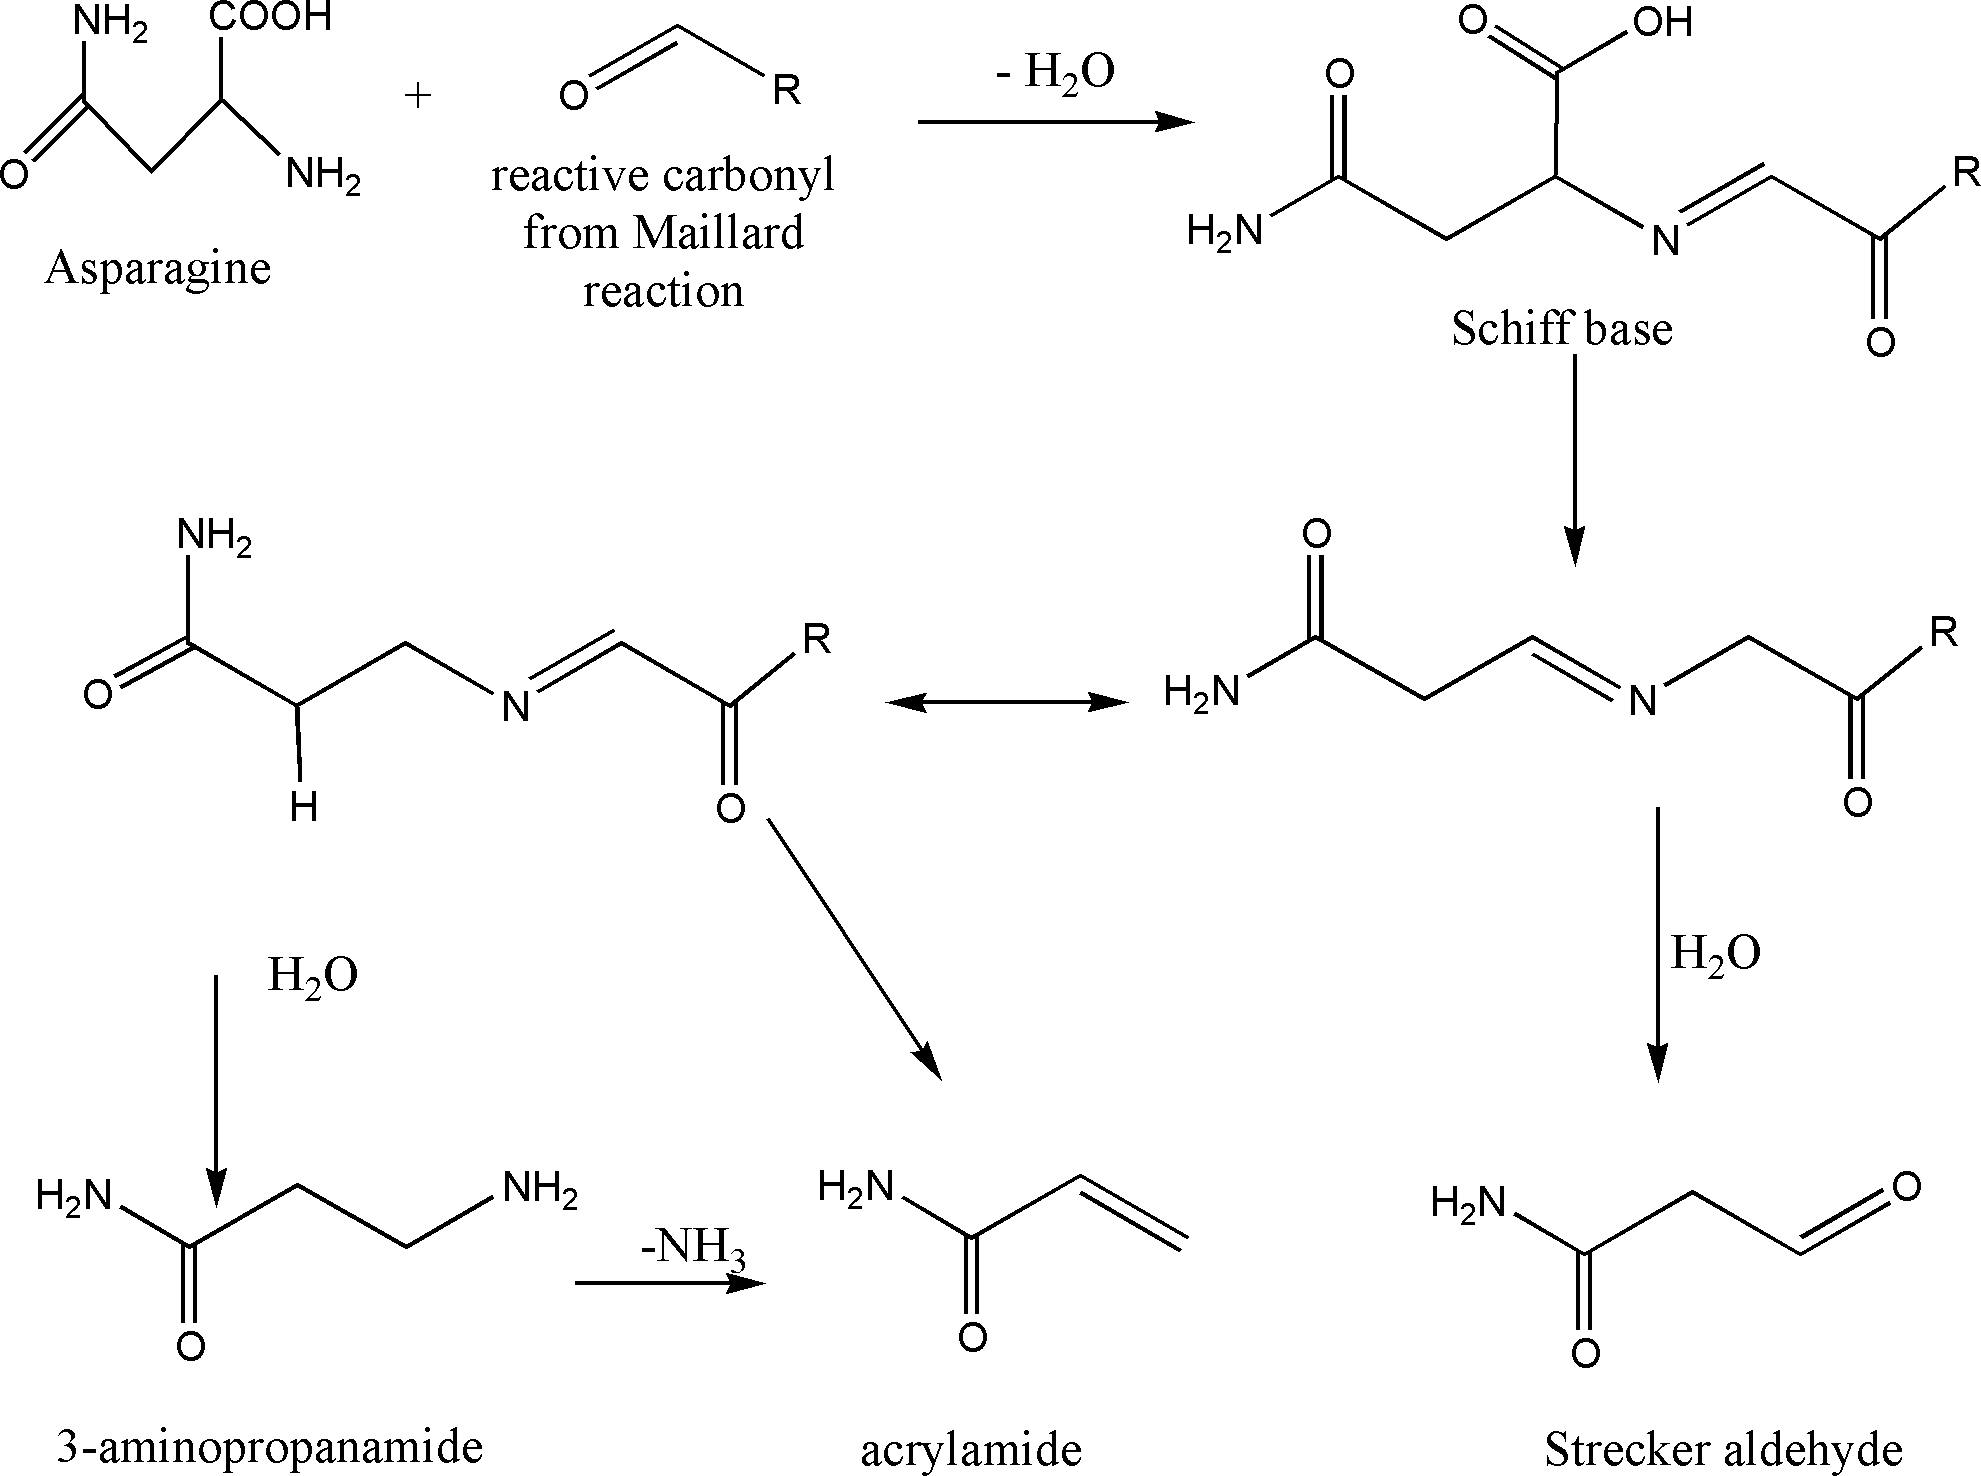 NH2 COOH
O NH2
Asparagine
+
O R
reactive carbonyl
from Maillard
reaction
- H2O
O OH
O
H2N N R
O
Schiff base
NH2
O N R
H O
O
H2N N R
O
H2O
H2O
H2N NH2
O
3-aminopropanamide
-NH3
H2N
O
acrylamide
H2N O
O
Strecker aldehyde